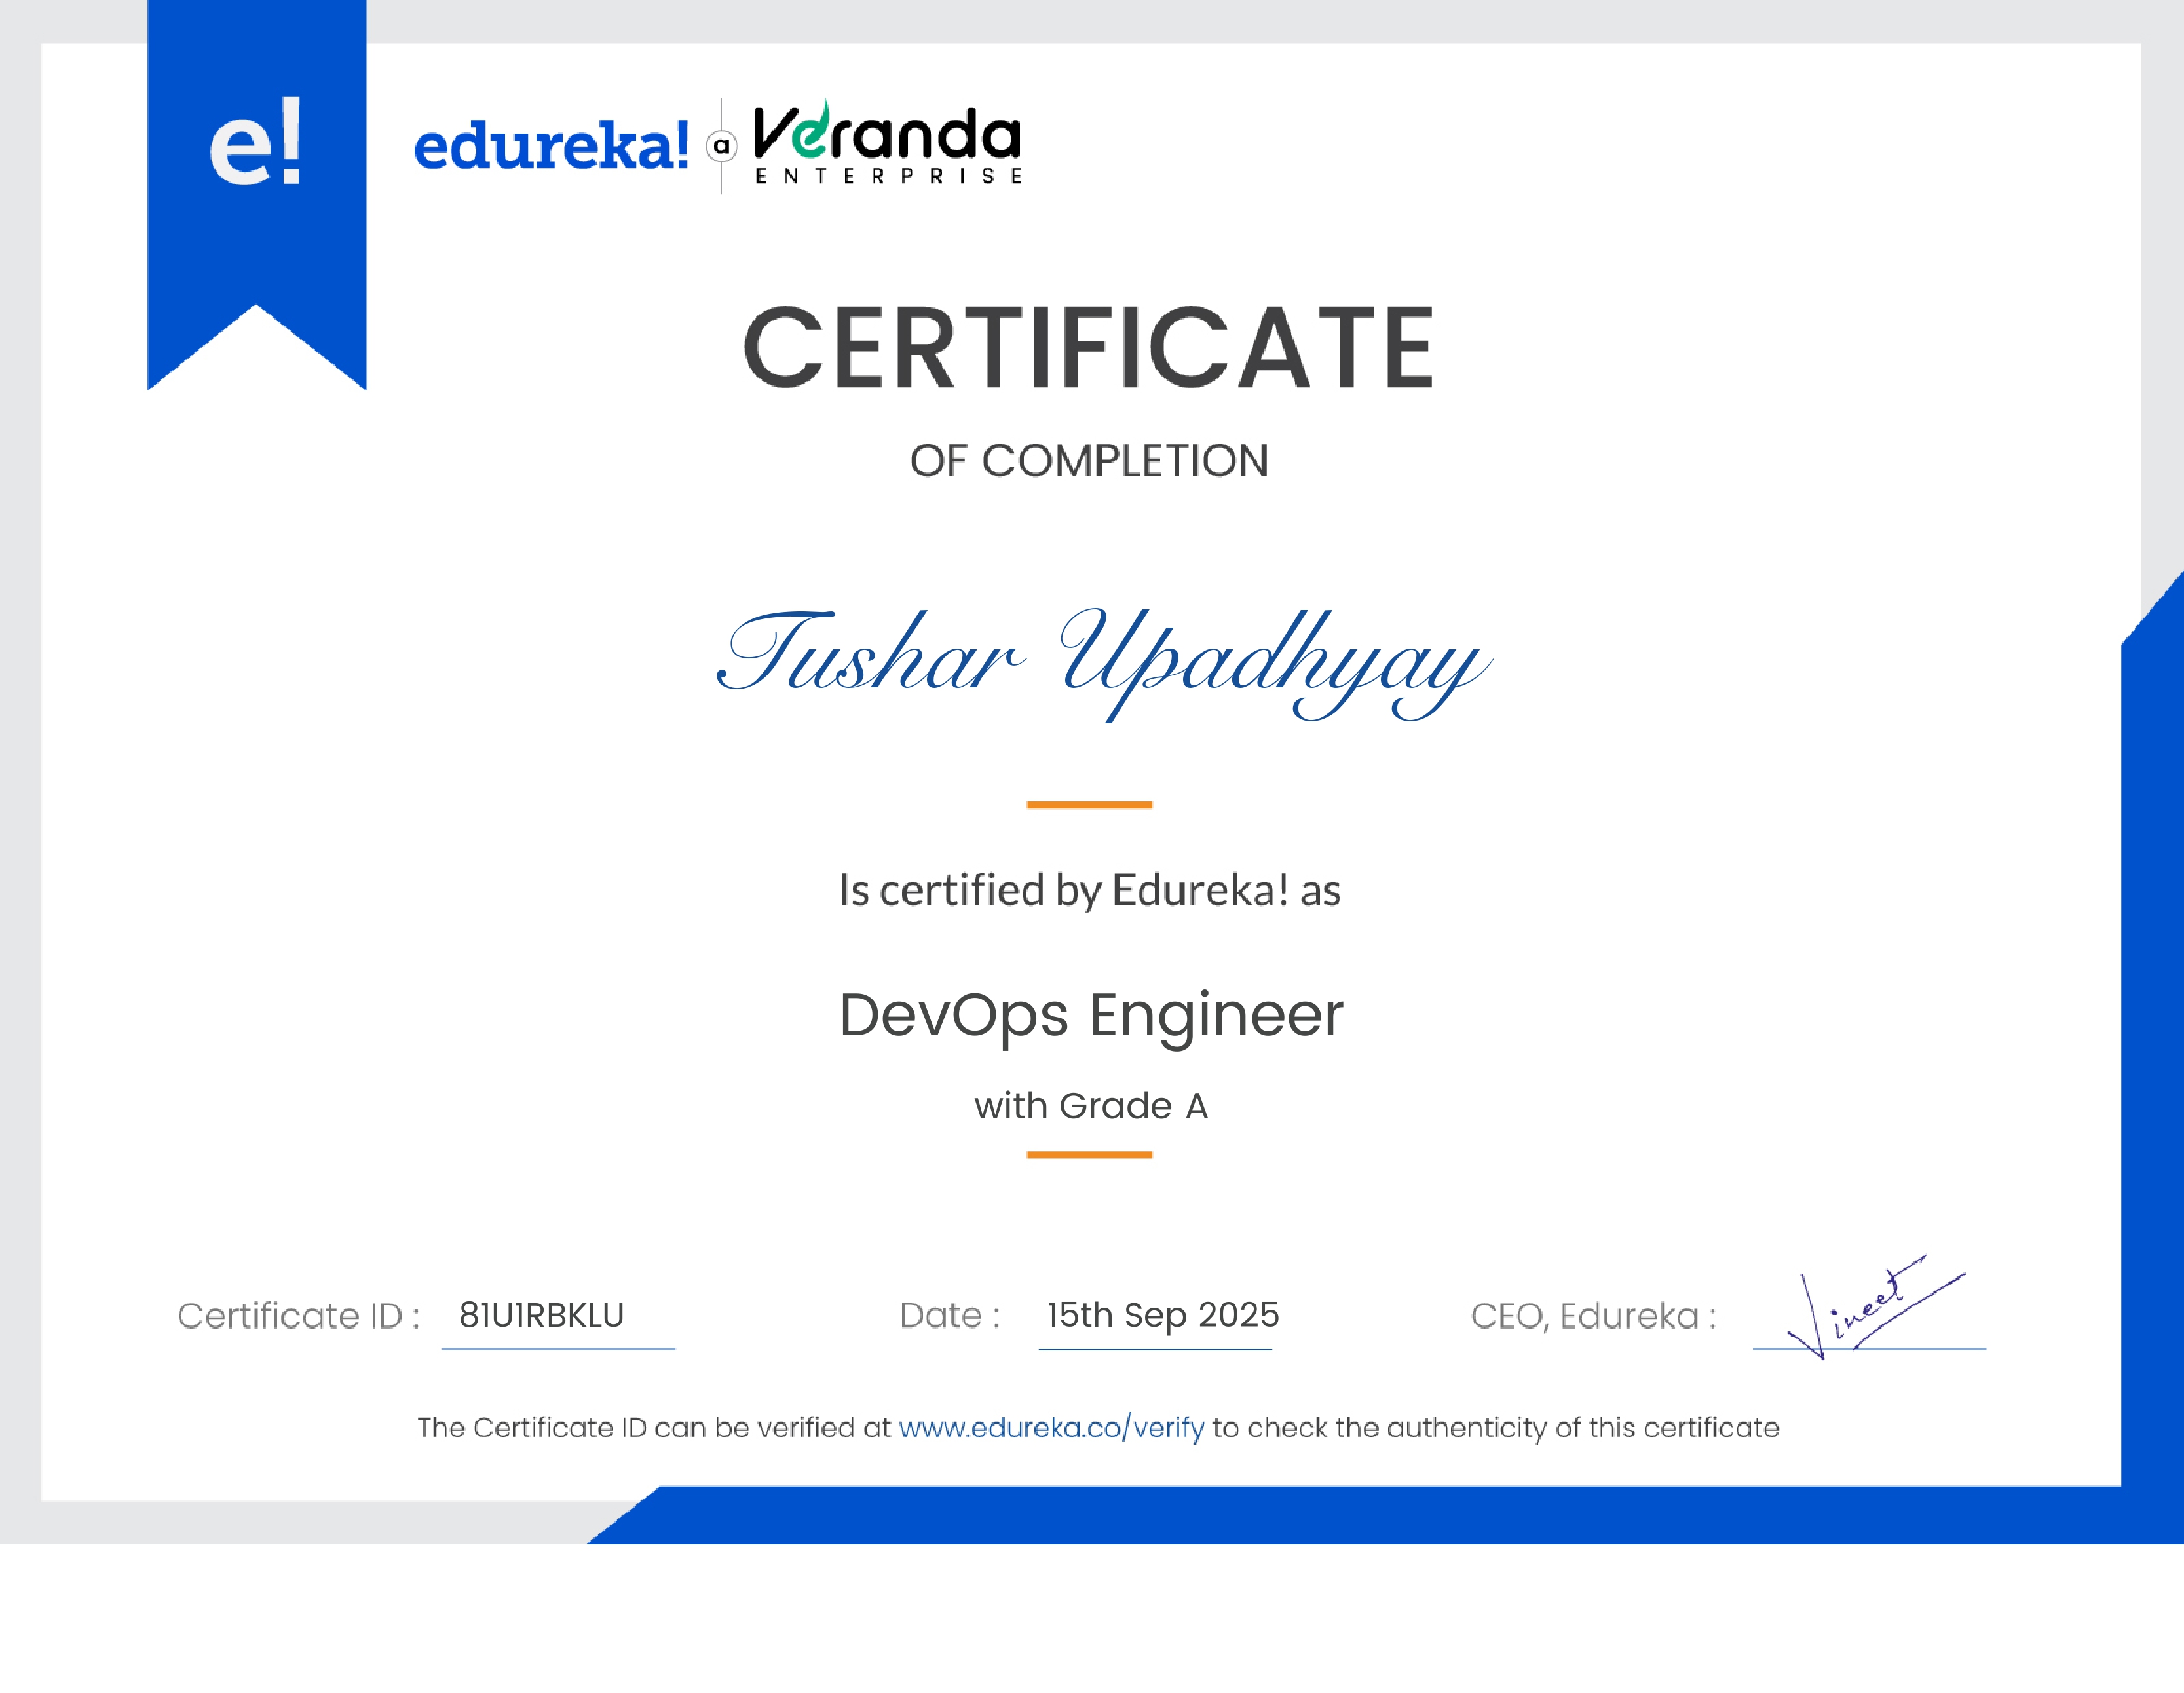 e!
edureka! a Veranda
ENTERPRISE
CERTIFICATE
OF COMPLETION
Tushar Upadhyay
Is certified by Edureka! as
DevOps Engineer
with Grade A
Certificate ID : 81U1RBKLU Date : 15th Sep 2025 CEO, Edureka : Vineet
The Certificate ID can be verified at www.edureka.co/verify to check the authenticity of this certificate